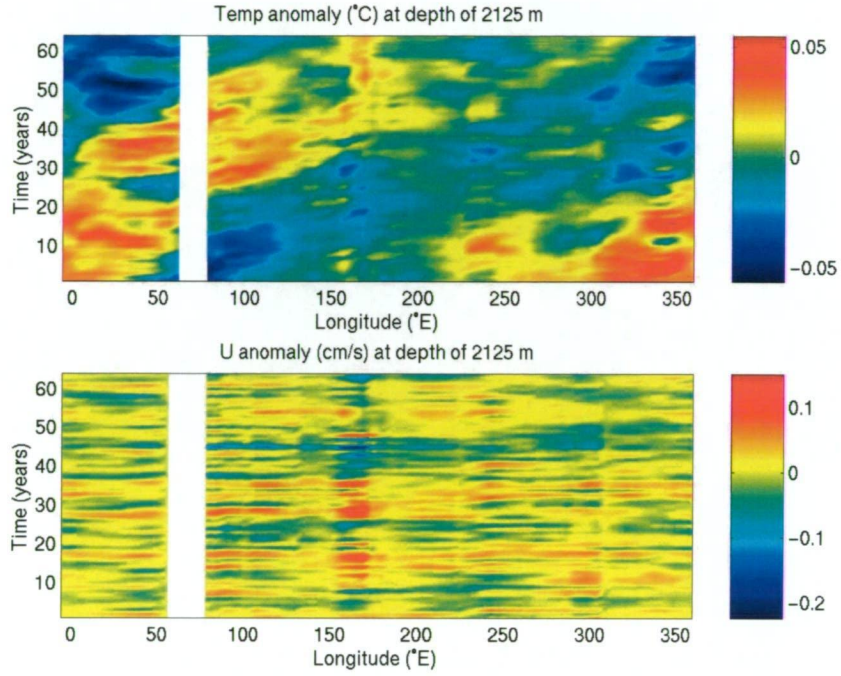 Temp anomaly (°C) at depth of 2125 m
60
50
40
30
20
10
Time (years)
0 50 100 150 200 250 300 350
Longitude (°E)
0.05
0
−0.05
U anomaly (cm/s) at depth of 2125 m
60
50
40
30
20
10
Time (years)
0 50 100 150 200 250 300 350
Longitude (°E)
0.1
0
−0.1
−0.2